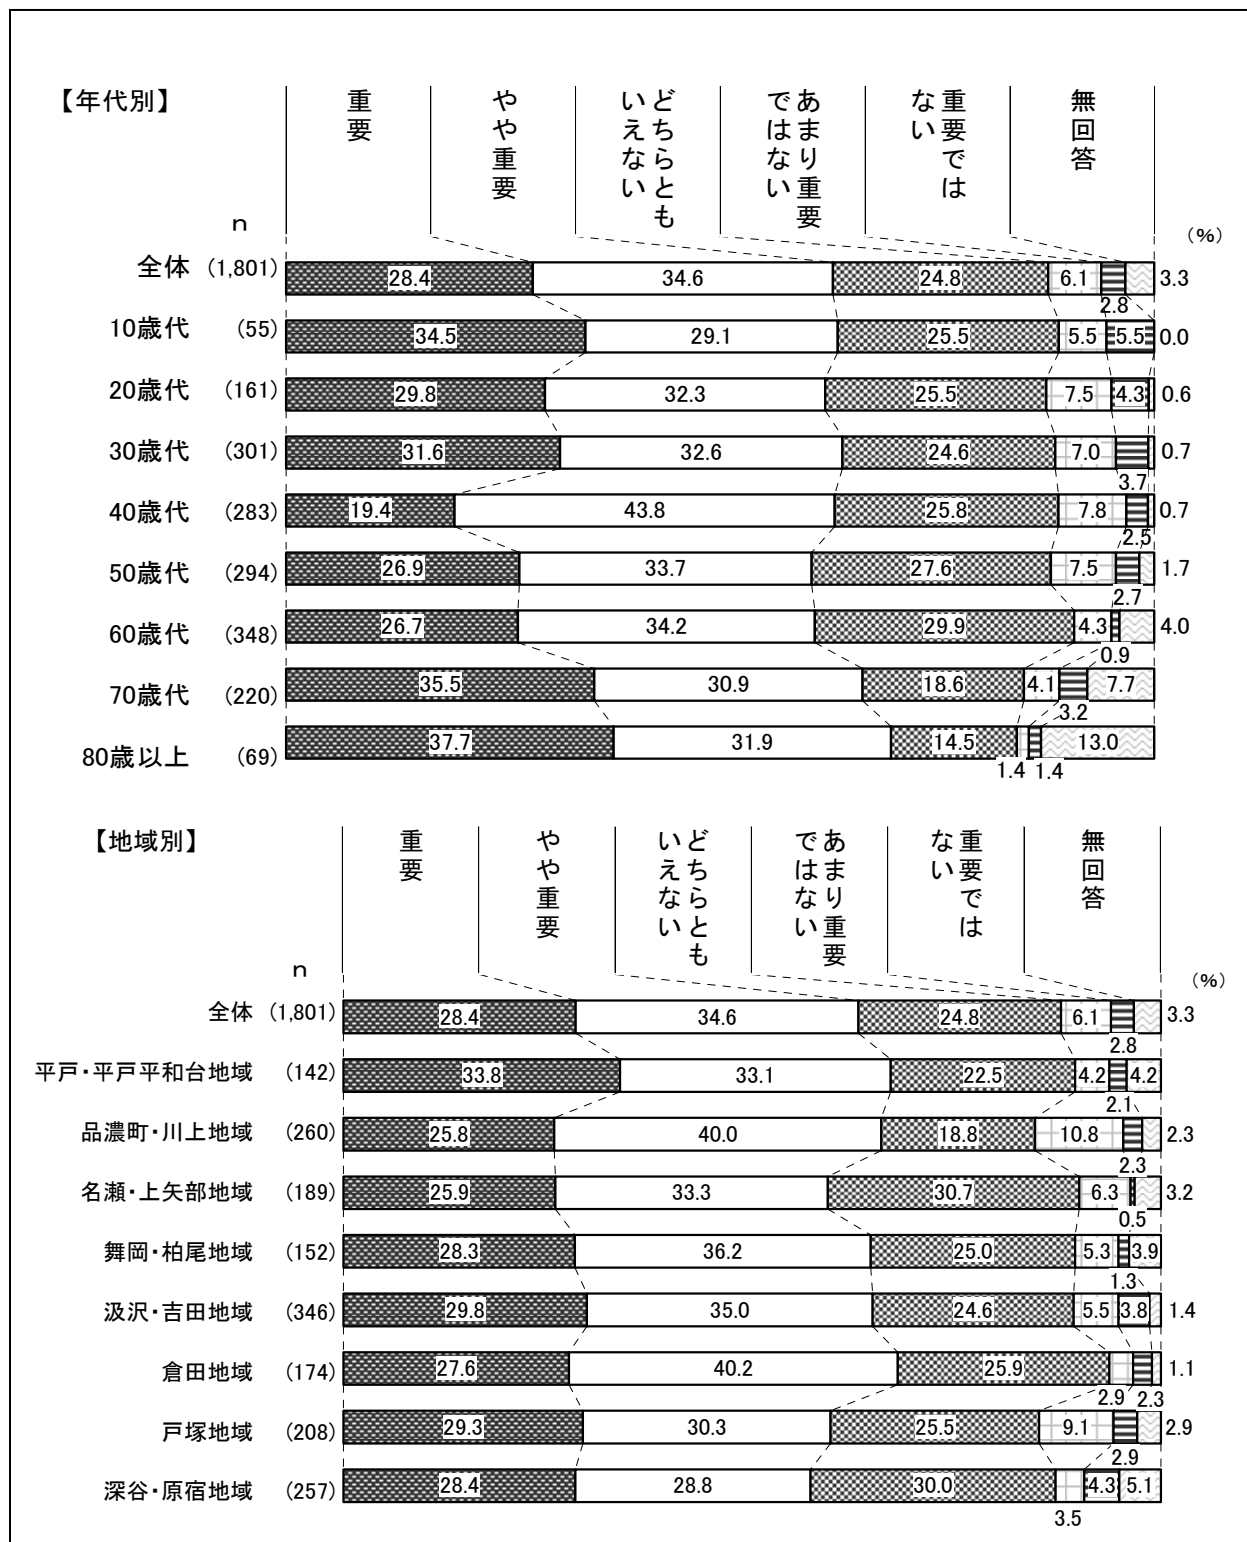 【年代別】
重要
やや重要
どちらとも
いえない
あまり重要
ではない
重要では
ない
無回答
n
(%)
全体 (1,801) 28.4 34.6 24.8 6.1 2.8 3.3
10歳代 (55) 34.5 29.1 25.5 5.5 5.5 0.0
20歳代 (161) 29.8 32.3 25.5 7.5 4.3 0.6
30歳代 (301) 31.6 32.6 24.6 7.0 3.7 0.7
40歳代 (283) 19.4 43.8 25.8 7.8 2.5 0.7
50歳代 (294) 26.9 33.7 27.6 7.5 2.7 1.7
60歳代 (348) 26.7 34.2 29.9 4.3 0.9 4.0
70歳代 (220) 35.5 30.9 18.6 4.1 3.2 7.7
80歳以上 (69) 37.7 31.9 14.5 1.4 1.4 13.0
【地域別】
重要
やや重要
どちらとも
いえない
あまり重要
ではない
重要では
ない
無回答
n
(%)
全体 (1,801) 28.4 34.6 24.8 6.1 2.8 3.3
平戸・平戸平和台地域 (142) 33.8 33.1 22.5 4.2 2.1 4.2
品濃町・川上地域 (260) 25.8 40.0 18.8 10.8 2.3 2.3
名瀬・上矢部地域 (189) 25.9 33.3 30.7 6.3 0.5 3.2
舞岡・柏尾地域 (152) 28.3 36.2 25.0 5.3 1.3 3.9
汲沢・吉田地域 (346) 29.8 35.0 24.6 5.5 3.8 1.4
倉田地域 (174) 27.6 40.2 25.9 2.9 2.3 1.1
戸塚地域 (208) 29.3 30.3 25.5 9.1 2.9 2.9
深谷・原宿地域 (257) 28.4 28.8 30.0 3.5 4.3 5.1